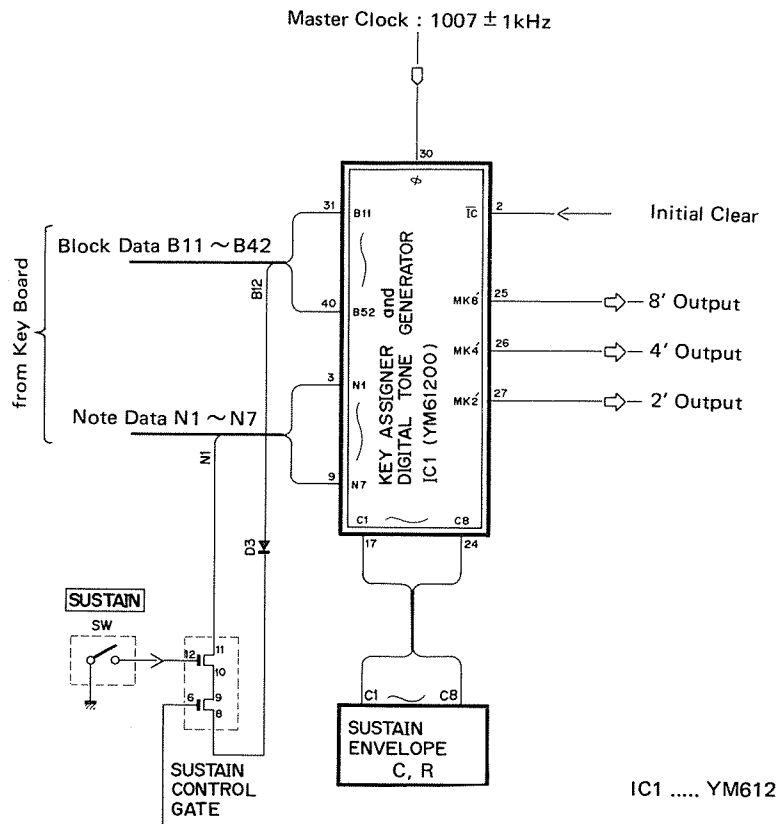 Master Clock : 1007 ± 1kHz
30
ϕ
31 B11
IC 2
Initial Clear
Block Data B11 ~ B42
B12
40 B52
MK8' 25
8' Output
from Key Board
MK4' 26
4' Output
3 N1
MK2' 27
2' Output
Note Data N1 ~ N7
N1
9 N7
KEY ASSIGNER
and
DIGITAL TONE GENERATOR
IC1 (YM61200)
C1 ~ C8
17 24
D3
SUSTAIN
SW
12 11
10
6 9
8
SUSTAIN
CONTROL
GATE
C1 ~ C8
SUSTAIN
ENVELOPE
C, R
IC1 ..... YM612